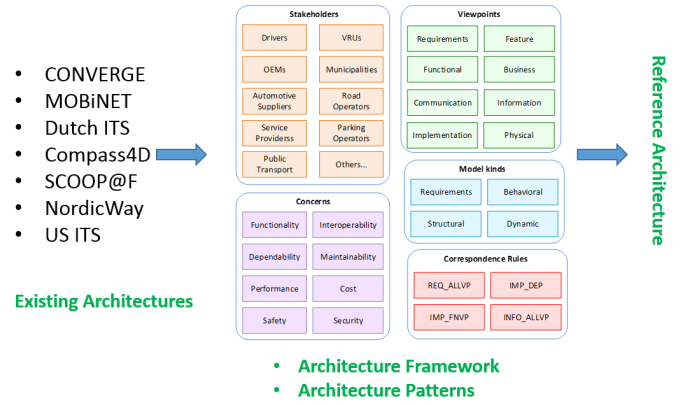 • CONVERGE
• MOBiNET
• Dutch ITS
• Compass4D
• SCOOP@F
• NordicWay
• US ITS
Existing Architectures
Stakeholders
Drivers
VRUs
OEMs
Municipalities
Automotive
Suppliers
Road
Operators
Service
Providerss
Parking
Operators
Public
Transport
Others...
Concerns
Functionality
Interoperability
Dependability
Maintainability
Performance
Cost
Safety
Security
Viewpoints
Requirements
Feature
Functional
Business
Communication
Information
Implementation
Physical
Model kinds
Requirements
Behavioral
Structural
Dynamic
Correspondence Rules
REQ_ALLVP
IMP_DEP
IMP_FNVP
INFO_ALLVP
• Architecture Framework
• Architecture Patterns
Reference Architecture